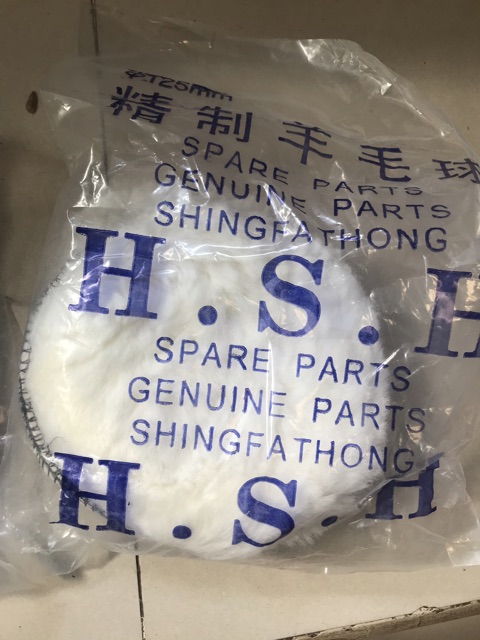 φ125mm
精制羊毛球
SPARE PARTS
GENUINE PARTS
SHINGFATHONG
H.S.H
SPARE PARTS
GENUINE PARTS
SHINGFATHONG
H.S.H